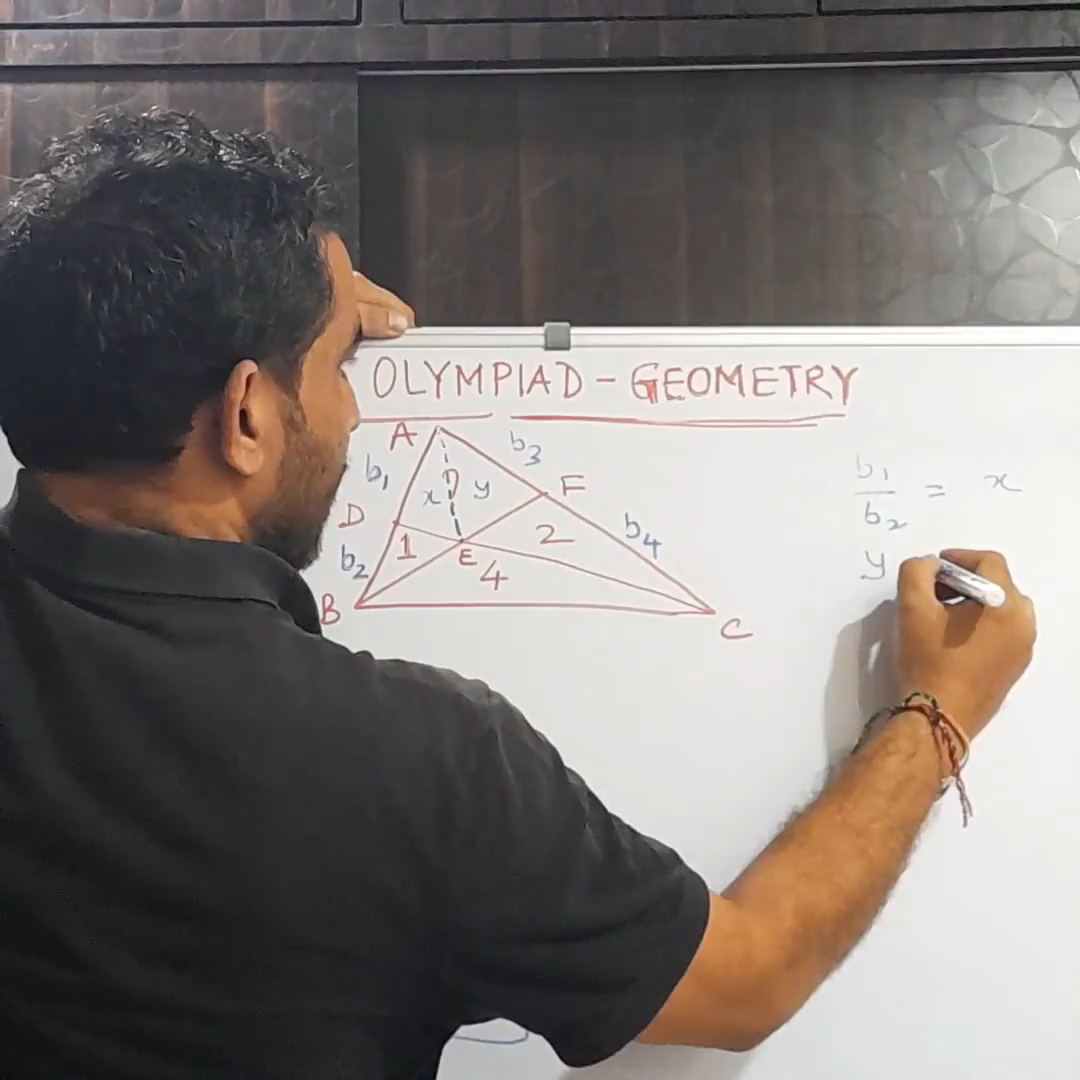 OLYMPIAD - GEOMETRY
A b₃
b₁ x ? y F
D 1 2 b₄
b₂ E 4
B C
b₁/b₂ = x
y